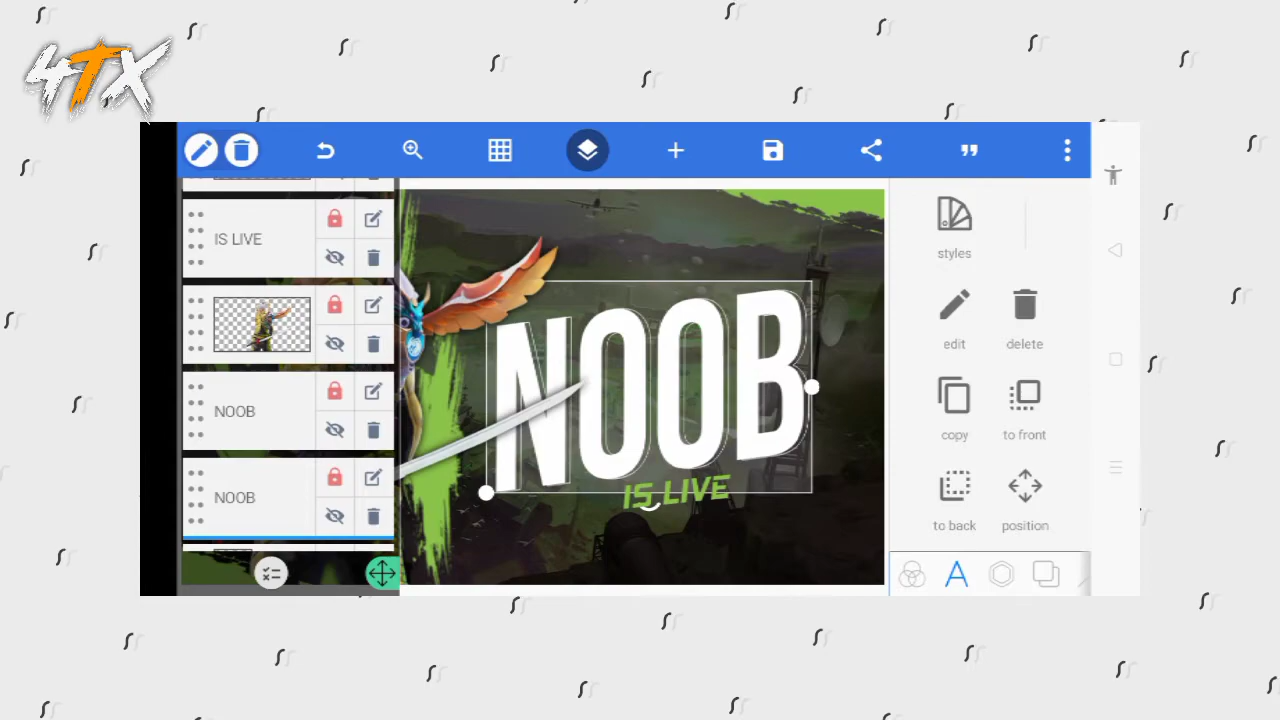 4TX
IS LIVE
NOOB
NOOB
NOOB
IS LIVE
styles
edit
delete
copy
to front
to back
position
A